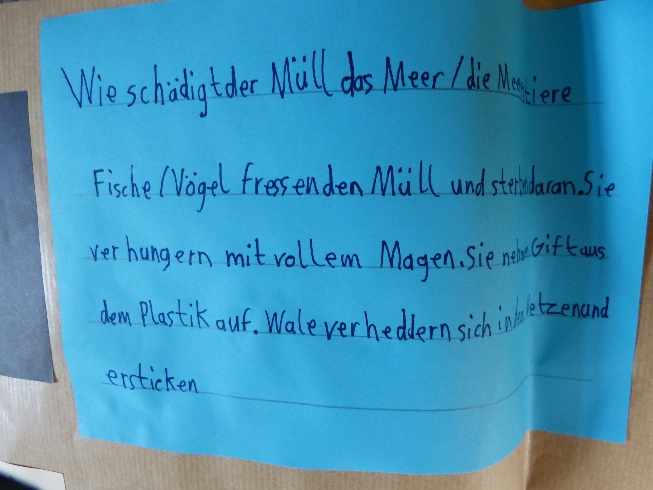 Wie schädigt der Müll das Meer / die Meerestiere
Fische / Vögel fressen den Müll und sterben daran. Sie
verhungern mit vollem Magen. Sie nehmen Gift aus
dem Plastik auf. Wale verheddern sich in den Netzen und
ersticken